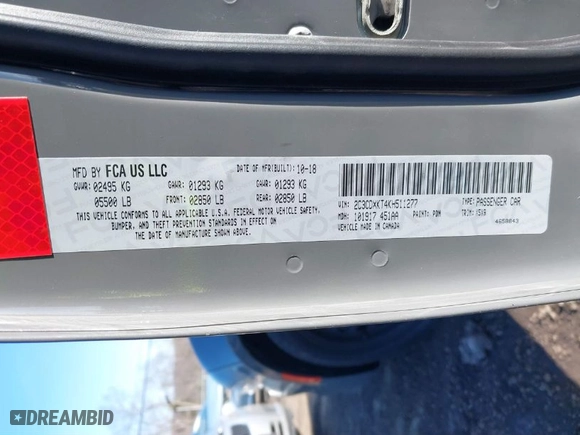 MFD BY FCA US LLC DATE OF MFR(BUILT): 10-18
GVWR: 02495 KG GAWR: 01293 KG GAWR: 01293 KG
05500 LB FRONT: 02850 LB REAR: 02850 LB
THIS VEHICLE CONFORMS TO ALL APPLICABLE U.S.A. FEDERAL MOTOR VEHICLE SAFETY,
BUMPER, AND THEFT PREVENTION STANDARDS IN EFFECT ON
THE DATE OF MANUFACTURE SHOWN ABOVE.
VIN: 2C3CDXKT4KH511277 TYPE: PASSENGER CAR
MDH: 101917 451AA PAINT: PDN TRIM: ISX8
VEHICLE MADE IN CANADA 4658843
DREAMBID